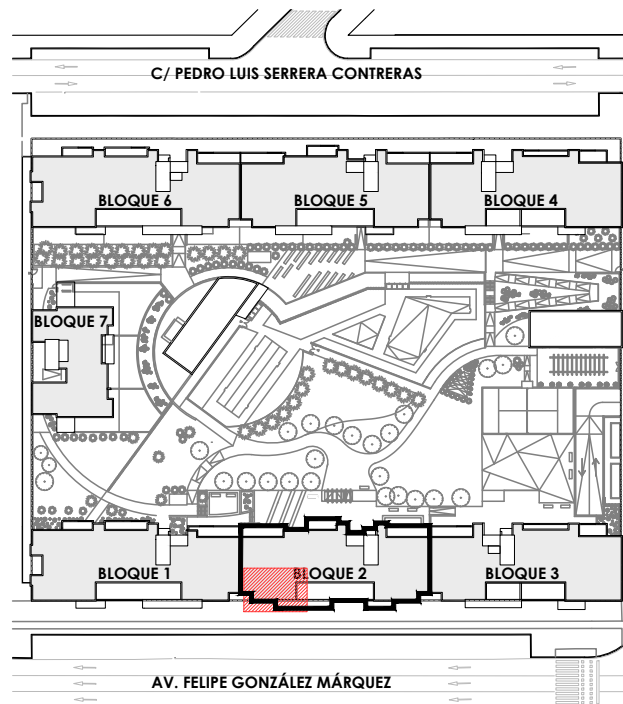 C/ PEDRO LUIS SERRERA CONTRERAS
BLOQUE 6
BLOQUE 5
BLOQUE 4
BLOQUE 7
BLOQUE 1
BLOQUE 2
BLOQUE 3
AV. FELIPE GONZÁLEZ MÁRQUEZ